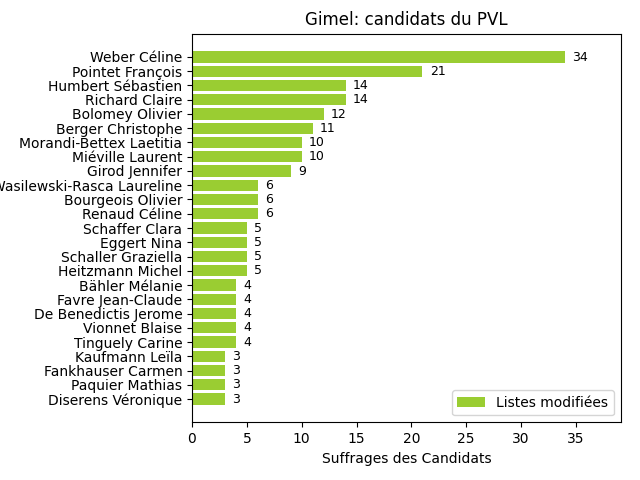 Gimel: candidats du PVL
Weber Céline 34
Pointet François 21
Humbert Sébastien 14
Richard Claire 14
Bolomey Olivier 12
Berger Christophe 11
Morandi-Bettex Laetitia 10
Miéville Laurent 10
Girod Jennifer 9
Wasilewski-Rasca Laureline 6
Bourgeois Olivier 6
Renaud Céline 6
Schaffer Clara 5
Eggert Nina 5
Schaller Graziella 5
Heitzmann Michel 5
Bähler Mélanie 4
Favre Jean-Claude 4
De Benedictis Jerome 4
Vionnet Blaise 4
Tinguely Carine 4
Kaufmann Leïla 3
Fankhauser Carmen 3
Paquier Mathias 3
Diserens Véronique 3
Listes modifiées
0 5 10 15 20 25 30 35
Suffrages des Candidats